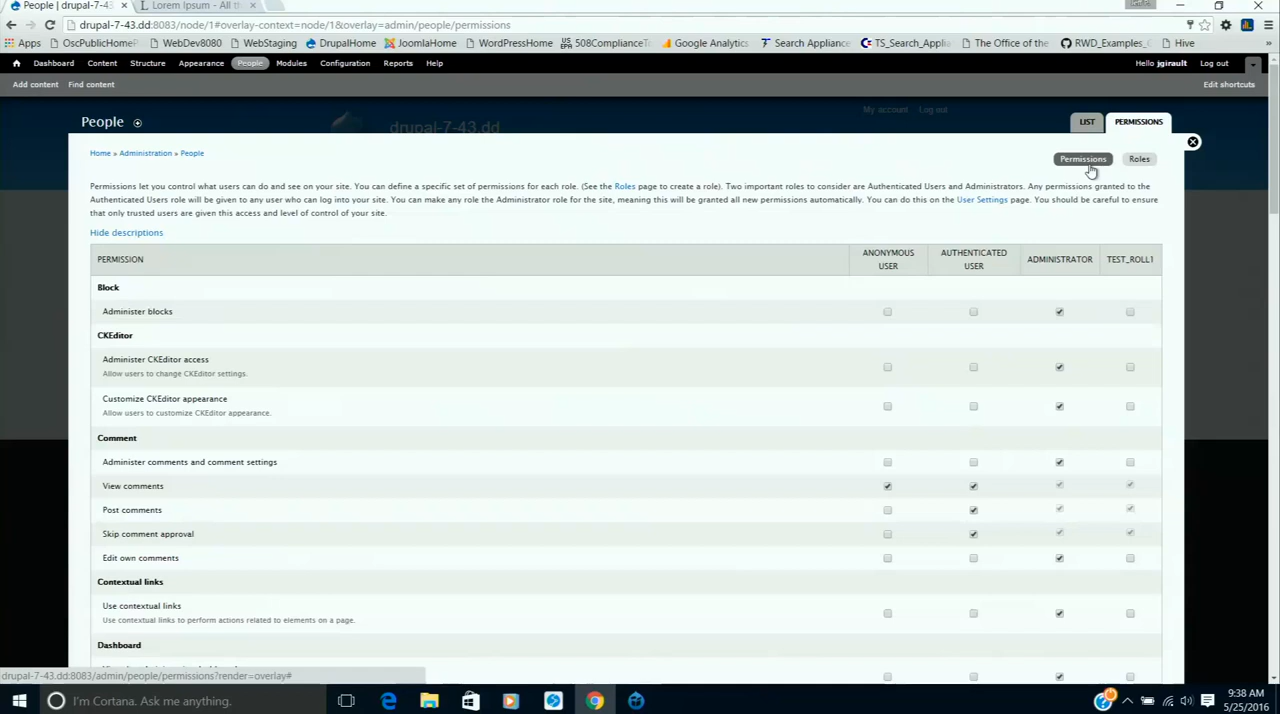 People | drupal-7-43
Lorem Ipsum - All th
drupal-7-43.dd:8083/node/1#overlay-context=node/1&overlay=admin/people/permissions
Apps OscPublicHomeP WebDev8080 WebStaging DrupalHome JoomlaHome WordPressHome 508ComplianceT Google Analytics Search Appliance TS_Search_Appli The Office of the RWD_Examples_ Hive »
Dashboard Content Structure Appearance People Modules Configuration Reports Help Hello jgirault Log out
Add content Find content Edit shortcuts
My account Log out
People
drupal-7-43.dd
LIST PERMISSIONS
Home » Administration » People
Permissions Roles
Permissions let you control what users can do and see on your site. You can define a specific set of permissions for each role. (See the Roles page to create a role). Two important roles to consider are Authenticated Users and Administrators. Any permissions granted to the
Authenticated Users role will be given to any user who can log into your site. You can make any role the Administrator role for the site, meaning this will be granted all new permissions automatically. You can do this on the User Settings page. You should be careful to ensure
that only trusted users are given this access and level of control of your site.
Hide descriptions
PERMISSION ANONYMOUS USER AUTHENTICATED USER ADMINISTRATOR TEST_ROLL1
Block
Administer blocks
CKEditor
Administer CKEditor access
Allow users to change CKEditor settings.
Customize CKEditor appearance
Allow users to customize CKEditor appearance.
Comment
Administer comments and comment settings
View comments
Post comments
Skip comment approval
Edit own comments
Contextual links
Use contextual links
Use contextual links to perform actions related to elements on a page.
Dashboard
drupal-7-43.dd:8083/admin/people/permissions?render=overlay#
I'm Cortana. Ask me anything.
9:38 AM
5/25/2016